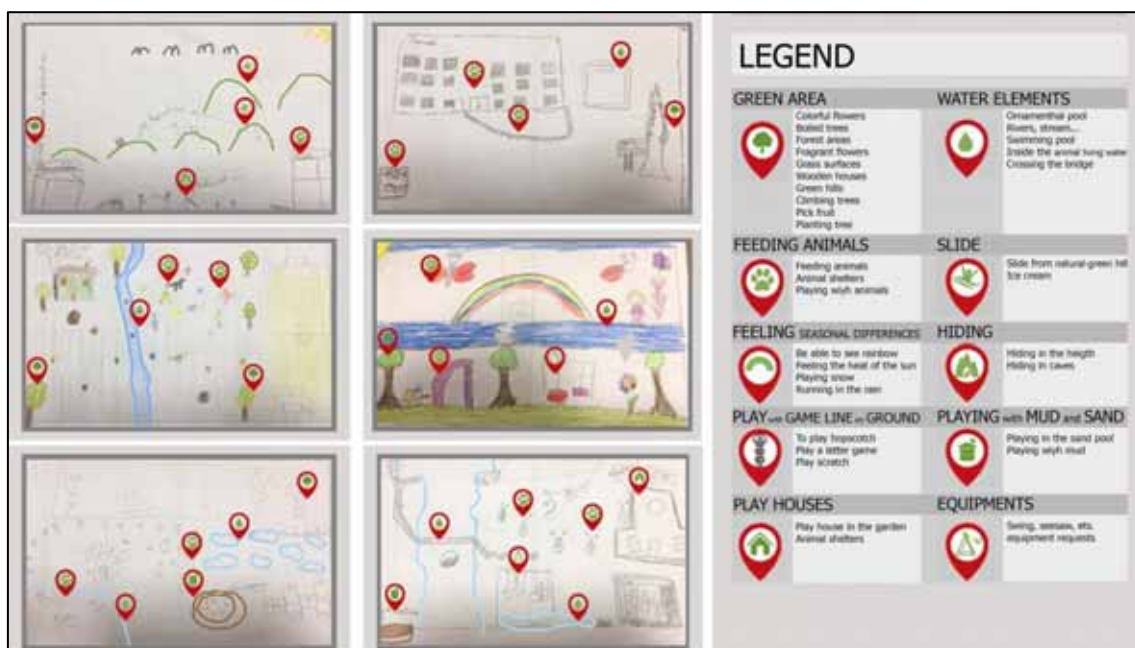 LEGEND
GREEN AREA
Colorful flowers
Boiled trees
Forest areas
Fragrant flowers
Grass surfaces
Wooden houses
Green hills
Climbing trees
Pick fruit
Planting tree
WATER ELEMENTS
Ornamenthal pool
Rivers, stream...
Swimming pool
Inside the animal living water
Crossing the bridge
FEEDING ANIMALS
Feeding animals
Animal shelters
Playing wiyh animals
SLIDE
Slide from natural-green hill
Ice cream
FEELING SEASONAL DIFFERENCES
Be able to see rainbow
Feeling the heat of the sun
Playing snow
Running in the rain
HIDING
Hiding in the heigth
Hiding in caves
PLAY with GAME LINE on GROUND
To play hopscotch
Play a letter game
Play scratch
PLAYING with MUD and SAND
Playing in the sand pool
Playing wiyh mud
PLAY HOUSES
Play house in the garden
Animal shelters
EQUIPMENTS
Swing, seesaw, ets.
equipment requests